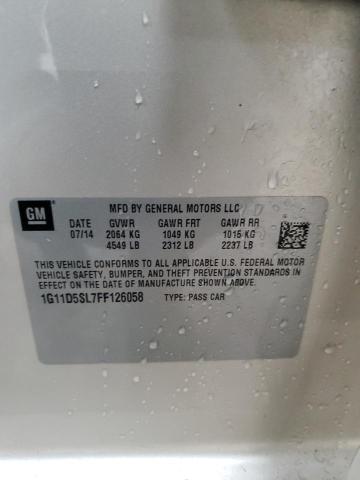 GM
MFD BY GENERAL MOTORS LLC
DATE GVWR GAWR FRT GAWR RR
07/14 2064 KG 1049 KG 1015 KG
4549 LB 2312 LB 2237 LB
THIS VEHICLE CONFORMS TO ALL APPLICABLE U.S. FEDERAL MOTOR
VEHICLE SAFETY, BUMPER, AND THEFT PREVENTION STANDARDS IN
EFFECT ON THE DATE OF MANUFACTURE SHOWN ABOVE.
1G11D5SL7FF126058 TYPE: PASS CAR